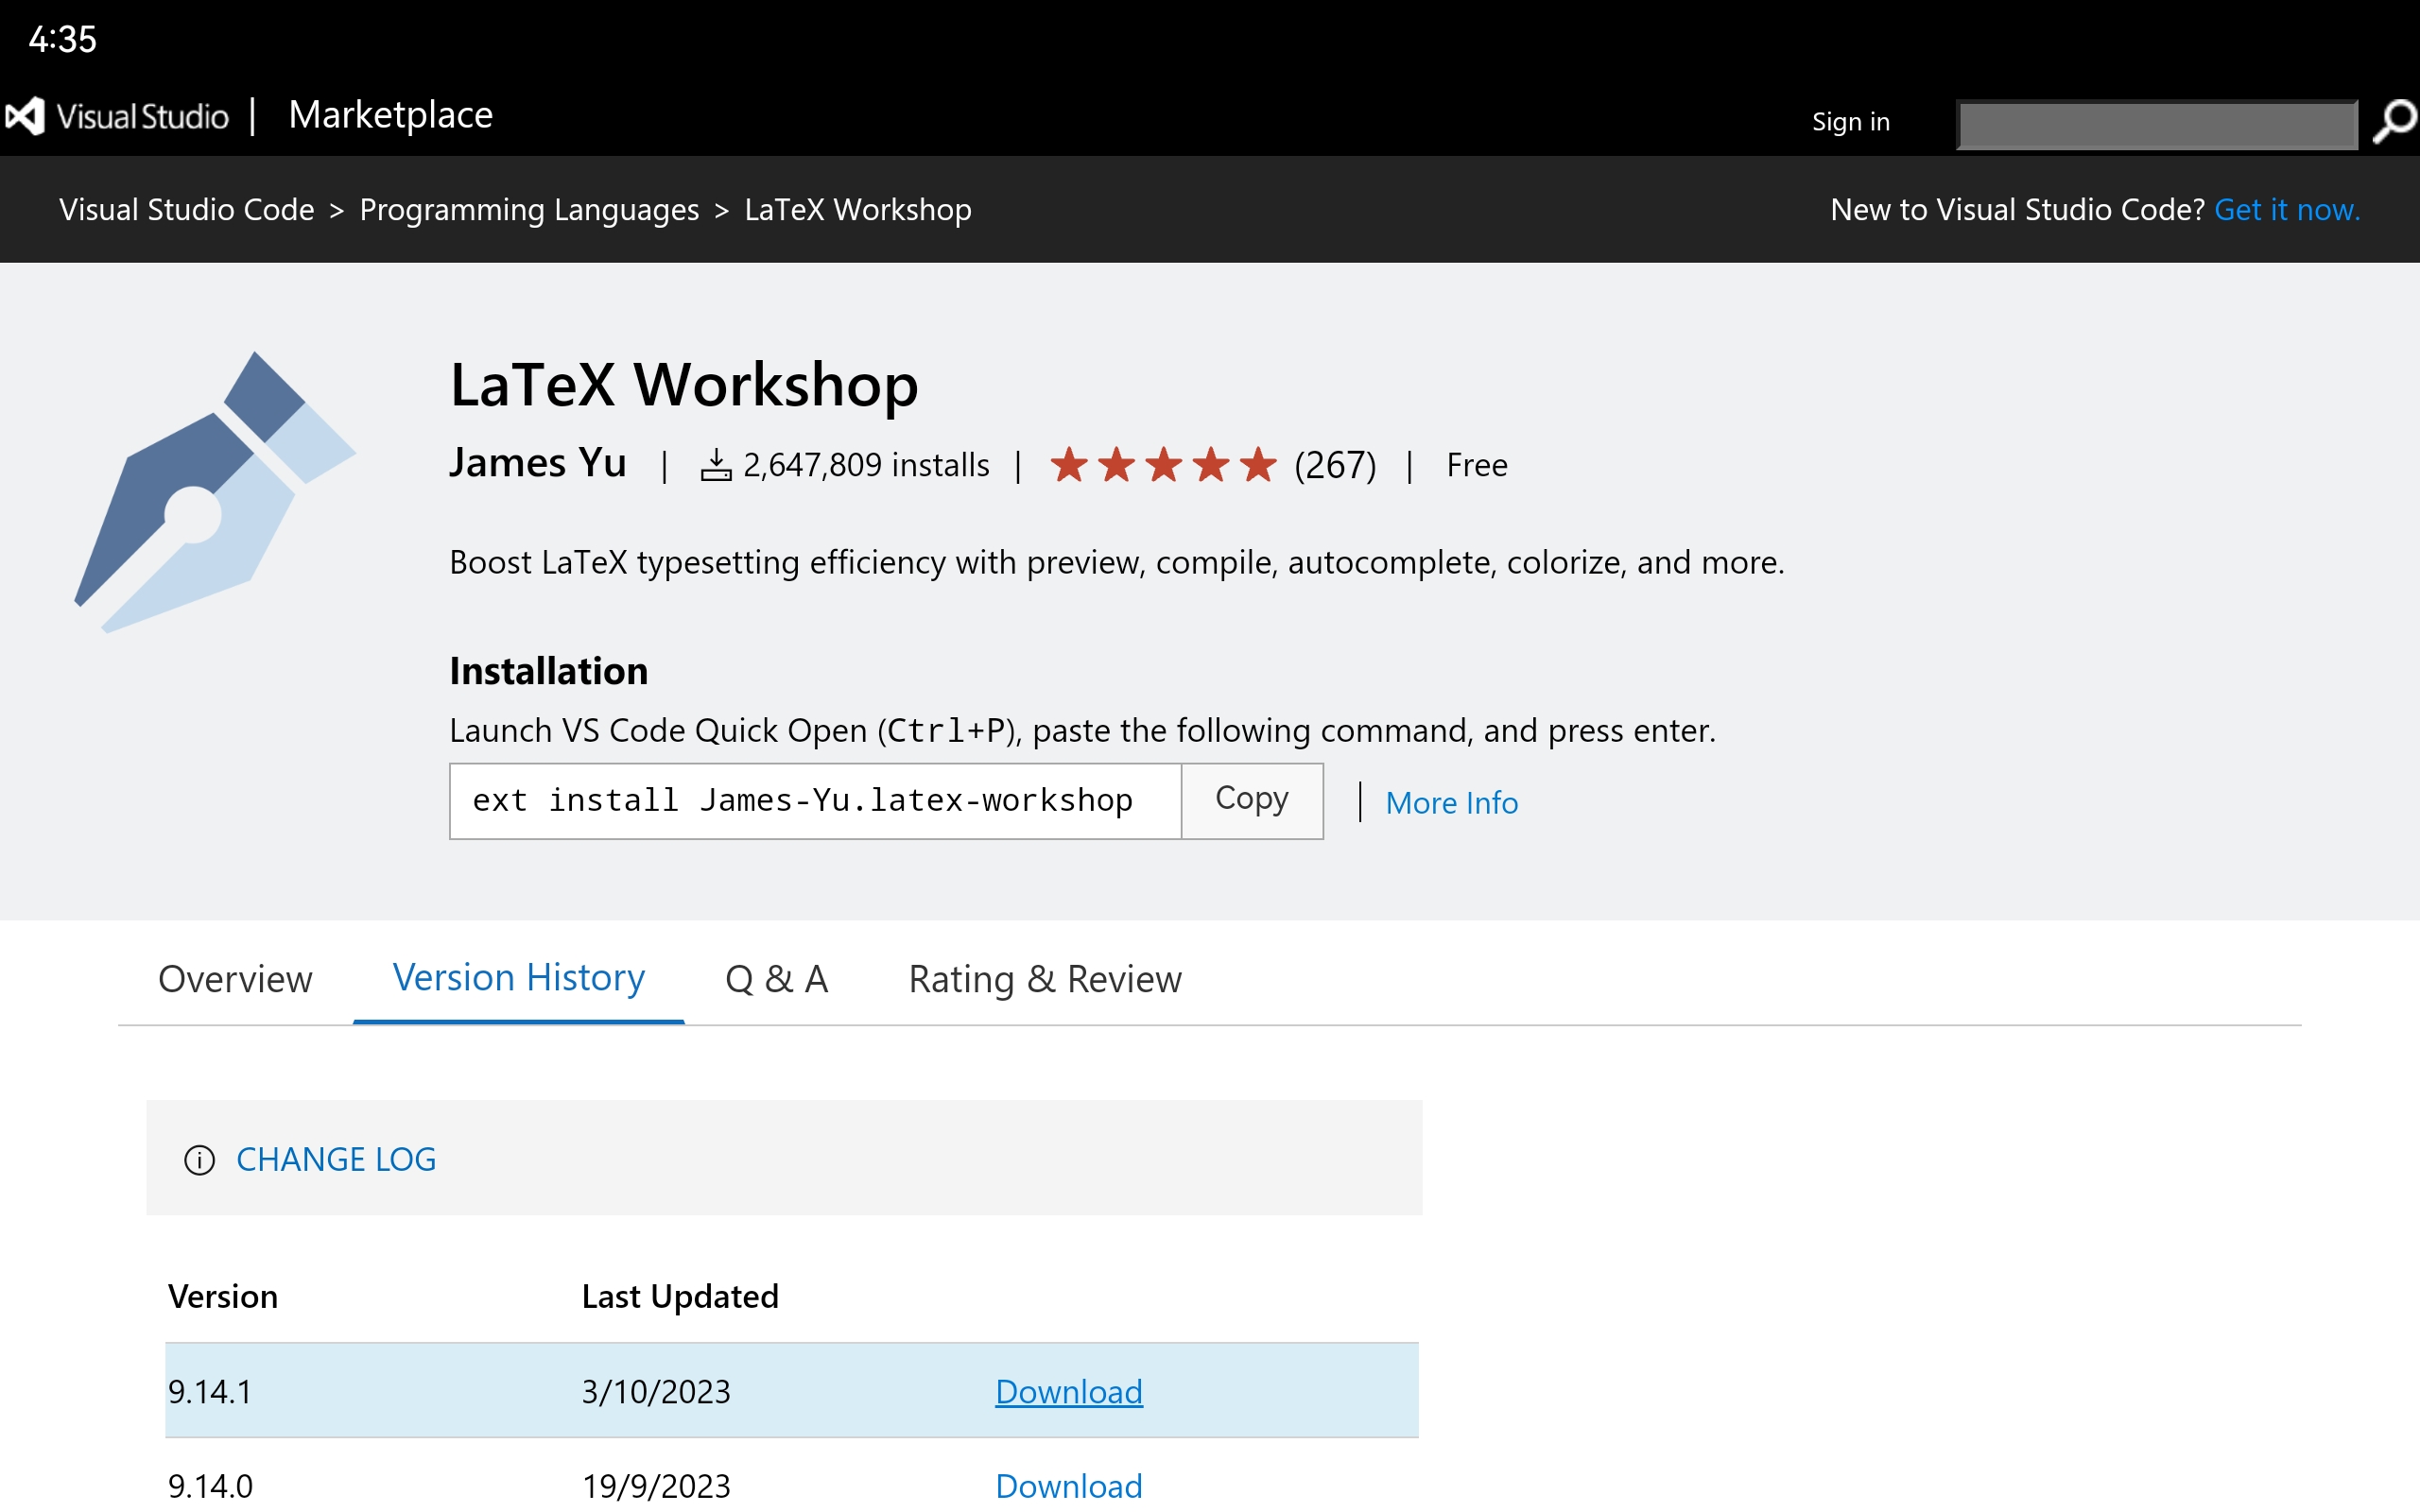 4:35
Visual Studio | Marketplace
Sign in
Visual Studio Code > Programming Languages > LaTeX Workshop
New to Visual Studio Code? Get it now.
LaTeX Workshop
James Yu | 2,647,809 installs | (267) | Free
Boost LaTeX typesetting efficiency with preview, compile, autocomplete, colorize, and more.
Installation
Launch VS Code Quick Open (Ctrl+P), paste the following command, and press enter.
ext install James-Yu.latex-workshop Copy | More Info
Overview Version History Q & A Rating & Review
CHANGE LOG
Version Last Updated
9.14.1 3/10/2023 Download
9.14.0 19/9/2023 Download